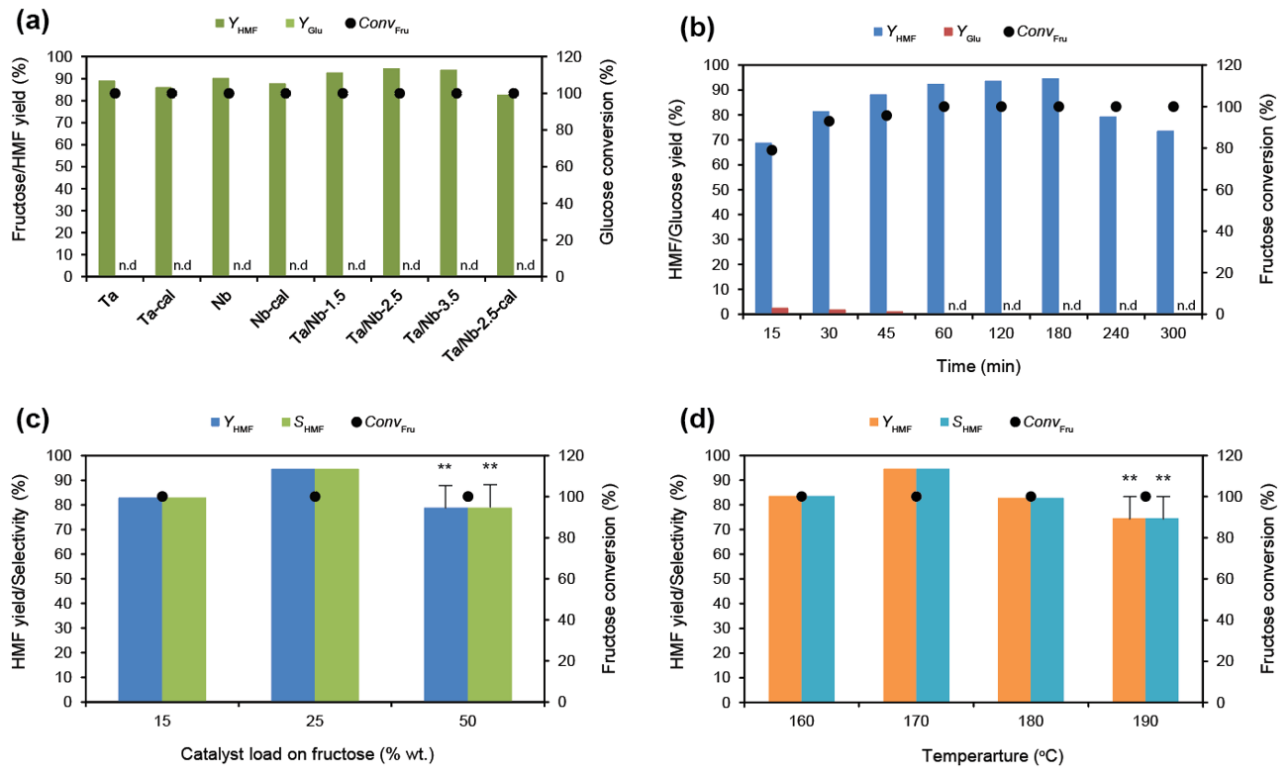 (a)
Y_HMF Y_Glu Conv_Fru
Fructose/HMF yield (%)
100
90
80
70
60
50
40
30
20
10
0
n.d n.d n.d n.d n.d n.d n.d n.d
Ta Ta-cal Nb Nb-cal Ta/Nb-1.5 Ta/Nb-2.5 Ta/Nb-3.5 Ta/Nb-2.5-cal
120
100
80
60
40
20
0
Glucose conversion (%)
(b)
Y_HMF Y_Glu Conv_Fru
HMF/Glucose yield (%)
100
90
80
70
60
50
40
30
20
10
0
n.d n.d n.d n.d n.d
15 30 45 60 120 180 240 300
Time (min)
120
100
80
60
40
20
0
Fructose conversion (%)
(c)
Y_HMF S_HMF Conv_Fru
HMF yield/Selectivity (%)
100
90
80
70
60
50
40
30
20
10
0
** **
15 25 50
Catalyst load on fructose (% wt.)
120
100
80
60
40
20
0
Fructose conversion (%)
(d)
Y_HMF S_HMF Conv_Fru
HMF yield/Selectivity (%)
100
90
80
70
60
50
40
30
20
10
0
** **
160 170 180 190
Temperarture (°C)
120
100
80
60
40
20
0
Fructose conversion (%)